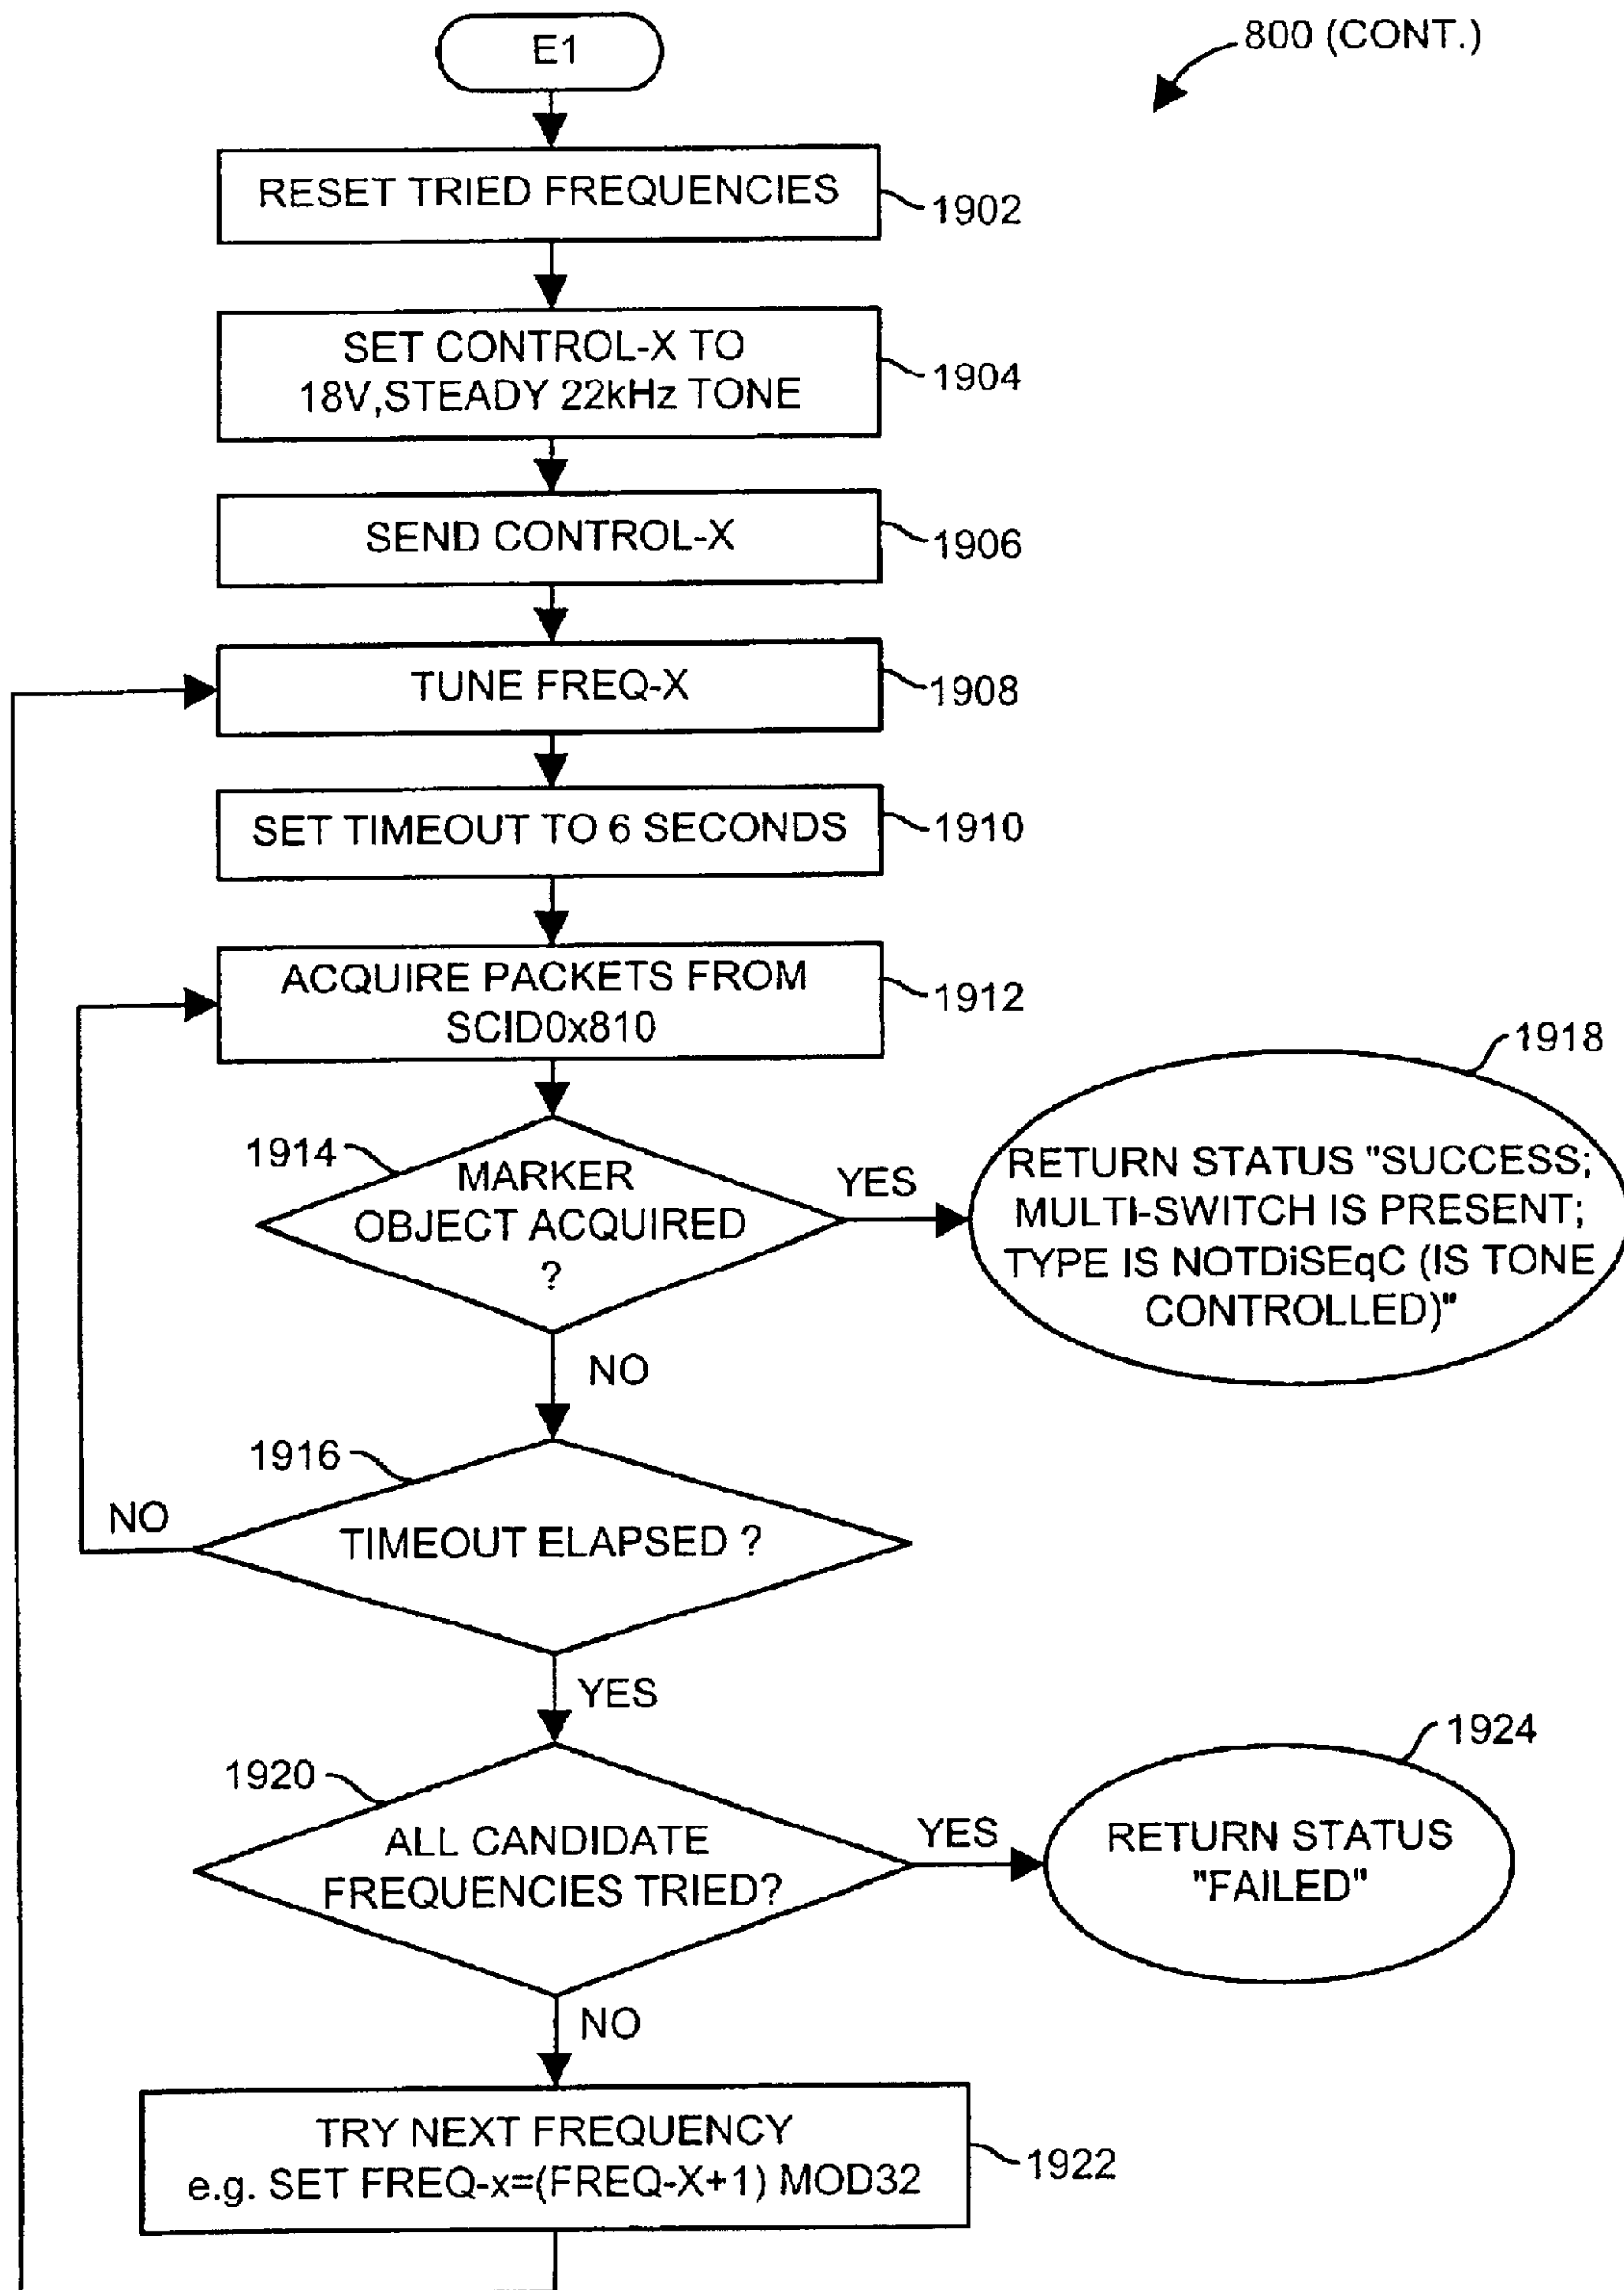 E1
800 (CONT.)
RESET TRIED FREQUENCIES
1902
SET CONTROL-X TO
18V,STEADY 22kHz TONE
1904
SEND CONTROL-X
1906
TUNE FREQ-X
1908
SET TIMEOUT TO 6 SECONDS
1910
ACQUIRE PACKETS FROM
SCID0x810
1912
1914
MARKER
OBJECT ACQUIRED
?
YES
1918
RETURN STATUS "SUCCESS;
MULTI-SWITCH IS PRESENT;
TYPE IS NOTDiSEqC (IS TONE
CONTROLLED)"
NO
1916
TIMEOUT ELAPSED ?
NO
YES
1920
ALL CANDIDATE
FREQUENCIES TRIED?
YES
1924
RETURN STATUS
"FAILED"
NO
TRY NEXT FREQUENCY
e.g. SET FREQ-x=(FREQ-X+1) MOD32
1922